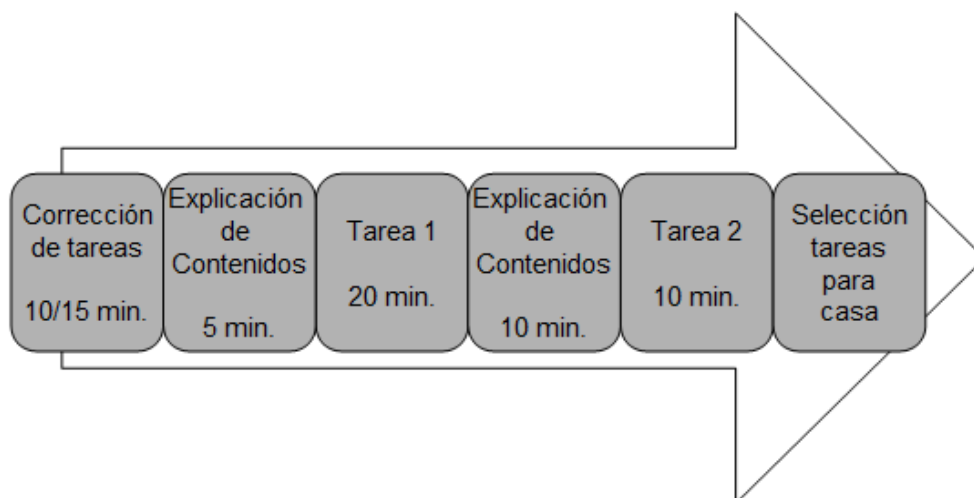 Corrección
de tareas
10/15 min.
Explicación
de
Contenidos
5 min.
Tarea 1
20 min.
Explicación
de
Contenidos
10 min.
Tarea 2
10 min.
Selección
tareas
para
casa